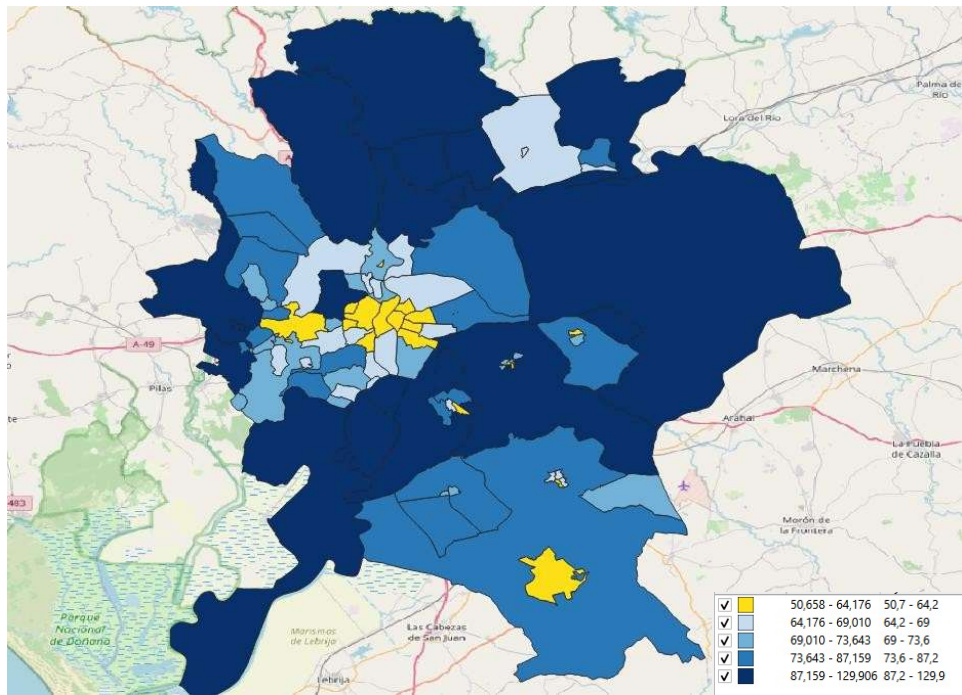 Palma del
Río
Lora del Río
A
A-49
Pilas
te
Marchena
Arahal
La Puebla
de Cazalla
-483
Morón de
la Frontera
Parque
Nacional
de Doñana
Marismas
de Lebrija
Las Cabezas
de San Juan
Lebrija
50,658 - 64,176 50,7 - 64,2
64,176 - 69,010 64,2 - 69
69,010 - 73,643 69 - 73,6
73,643 - 87,159 73,6 - 87,2
87,159 - 129,906 87,2 - 129,9